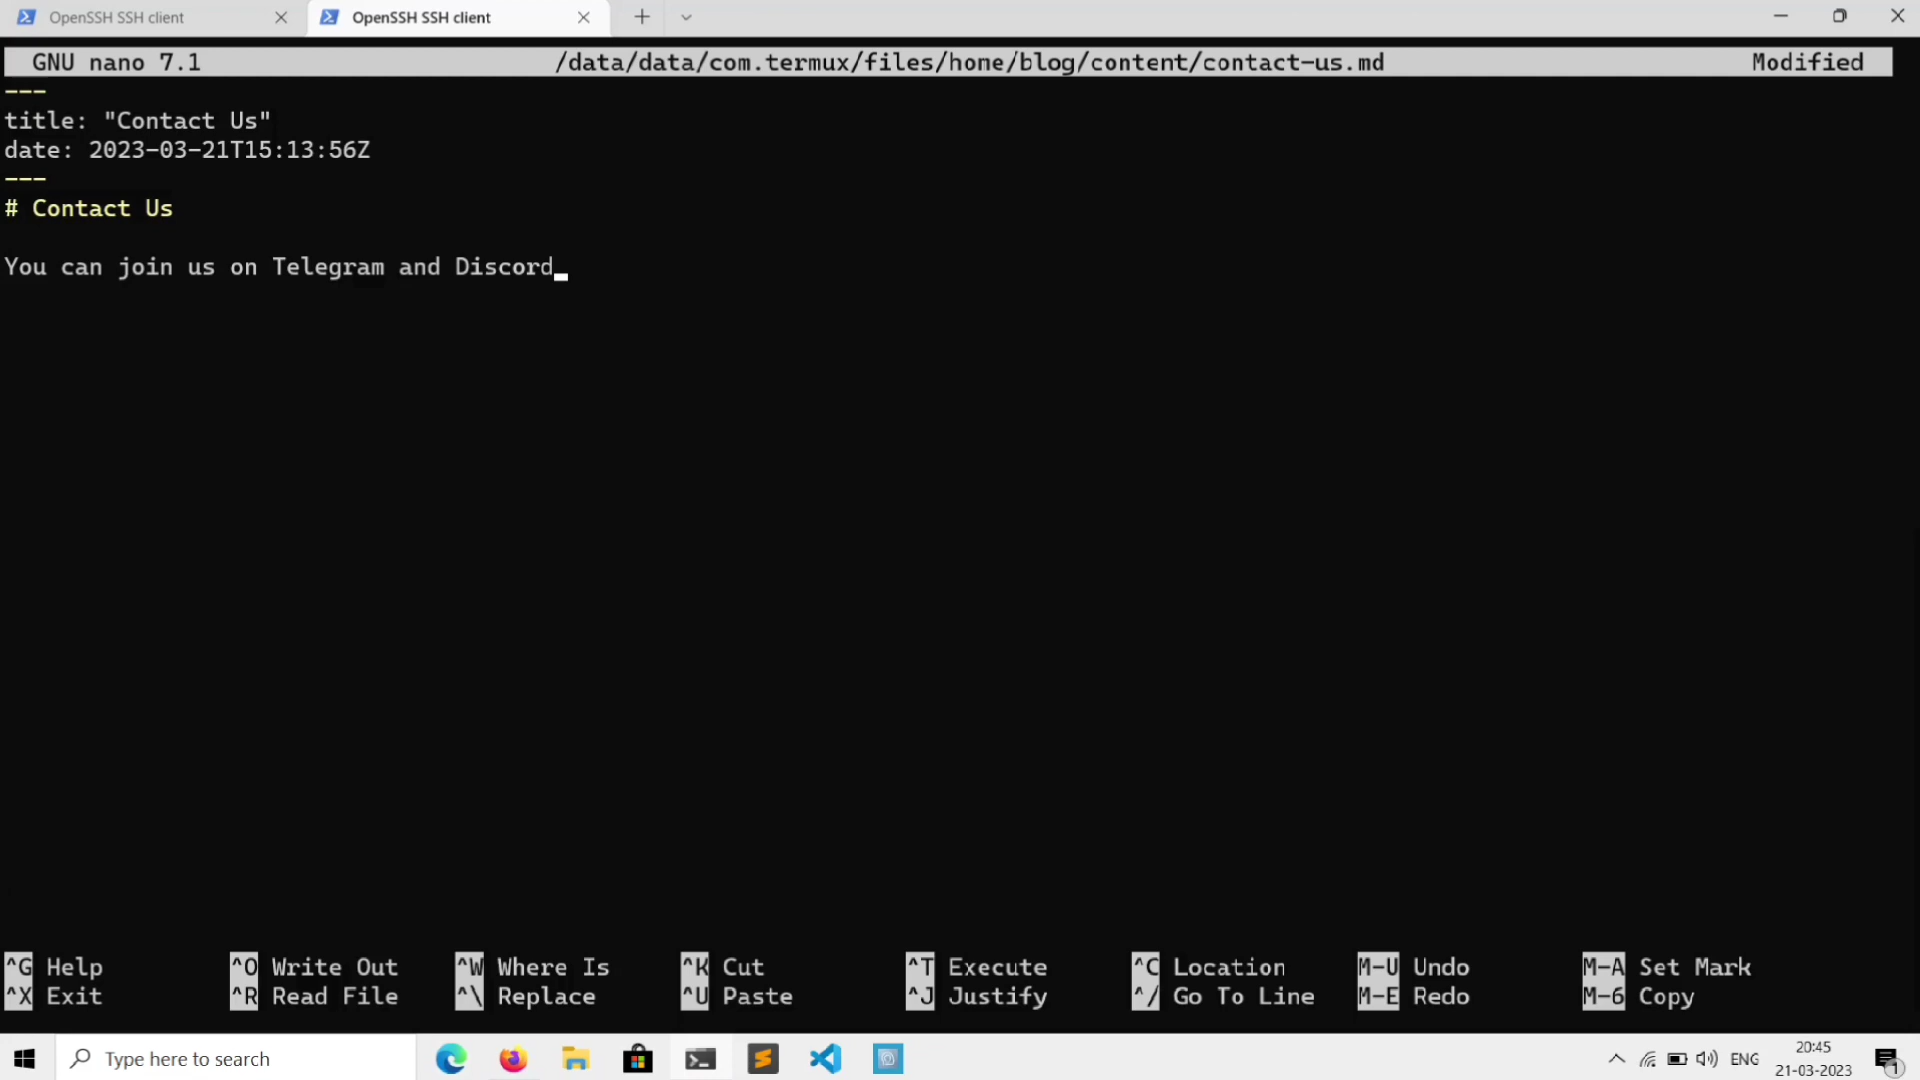 OpenSSH SSH client OpenSSH SSH client
GNU nano 7.1 /data/data/com.termux/files/home/blog/content/contact-us.md Modified
---
title: "Contact Us"
date: 2023-03-21T15:13:56Z
---
# Contact Us
You can join us on Telegram and Discord
^G Help ^O Write Out ^W Where Is ^K Cut ^T Execute ^C Location M-U Undo M-A Set Mark
^X Exit ^R Read File ^\ Replace ^U Paste ^J Justify ^/ Go To Line M-E Redo M-6 Copy
Type here to search ENG 20:45
21-03-2023 1